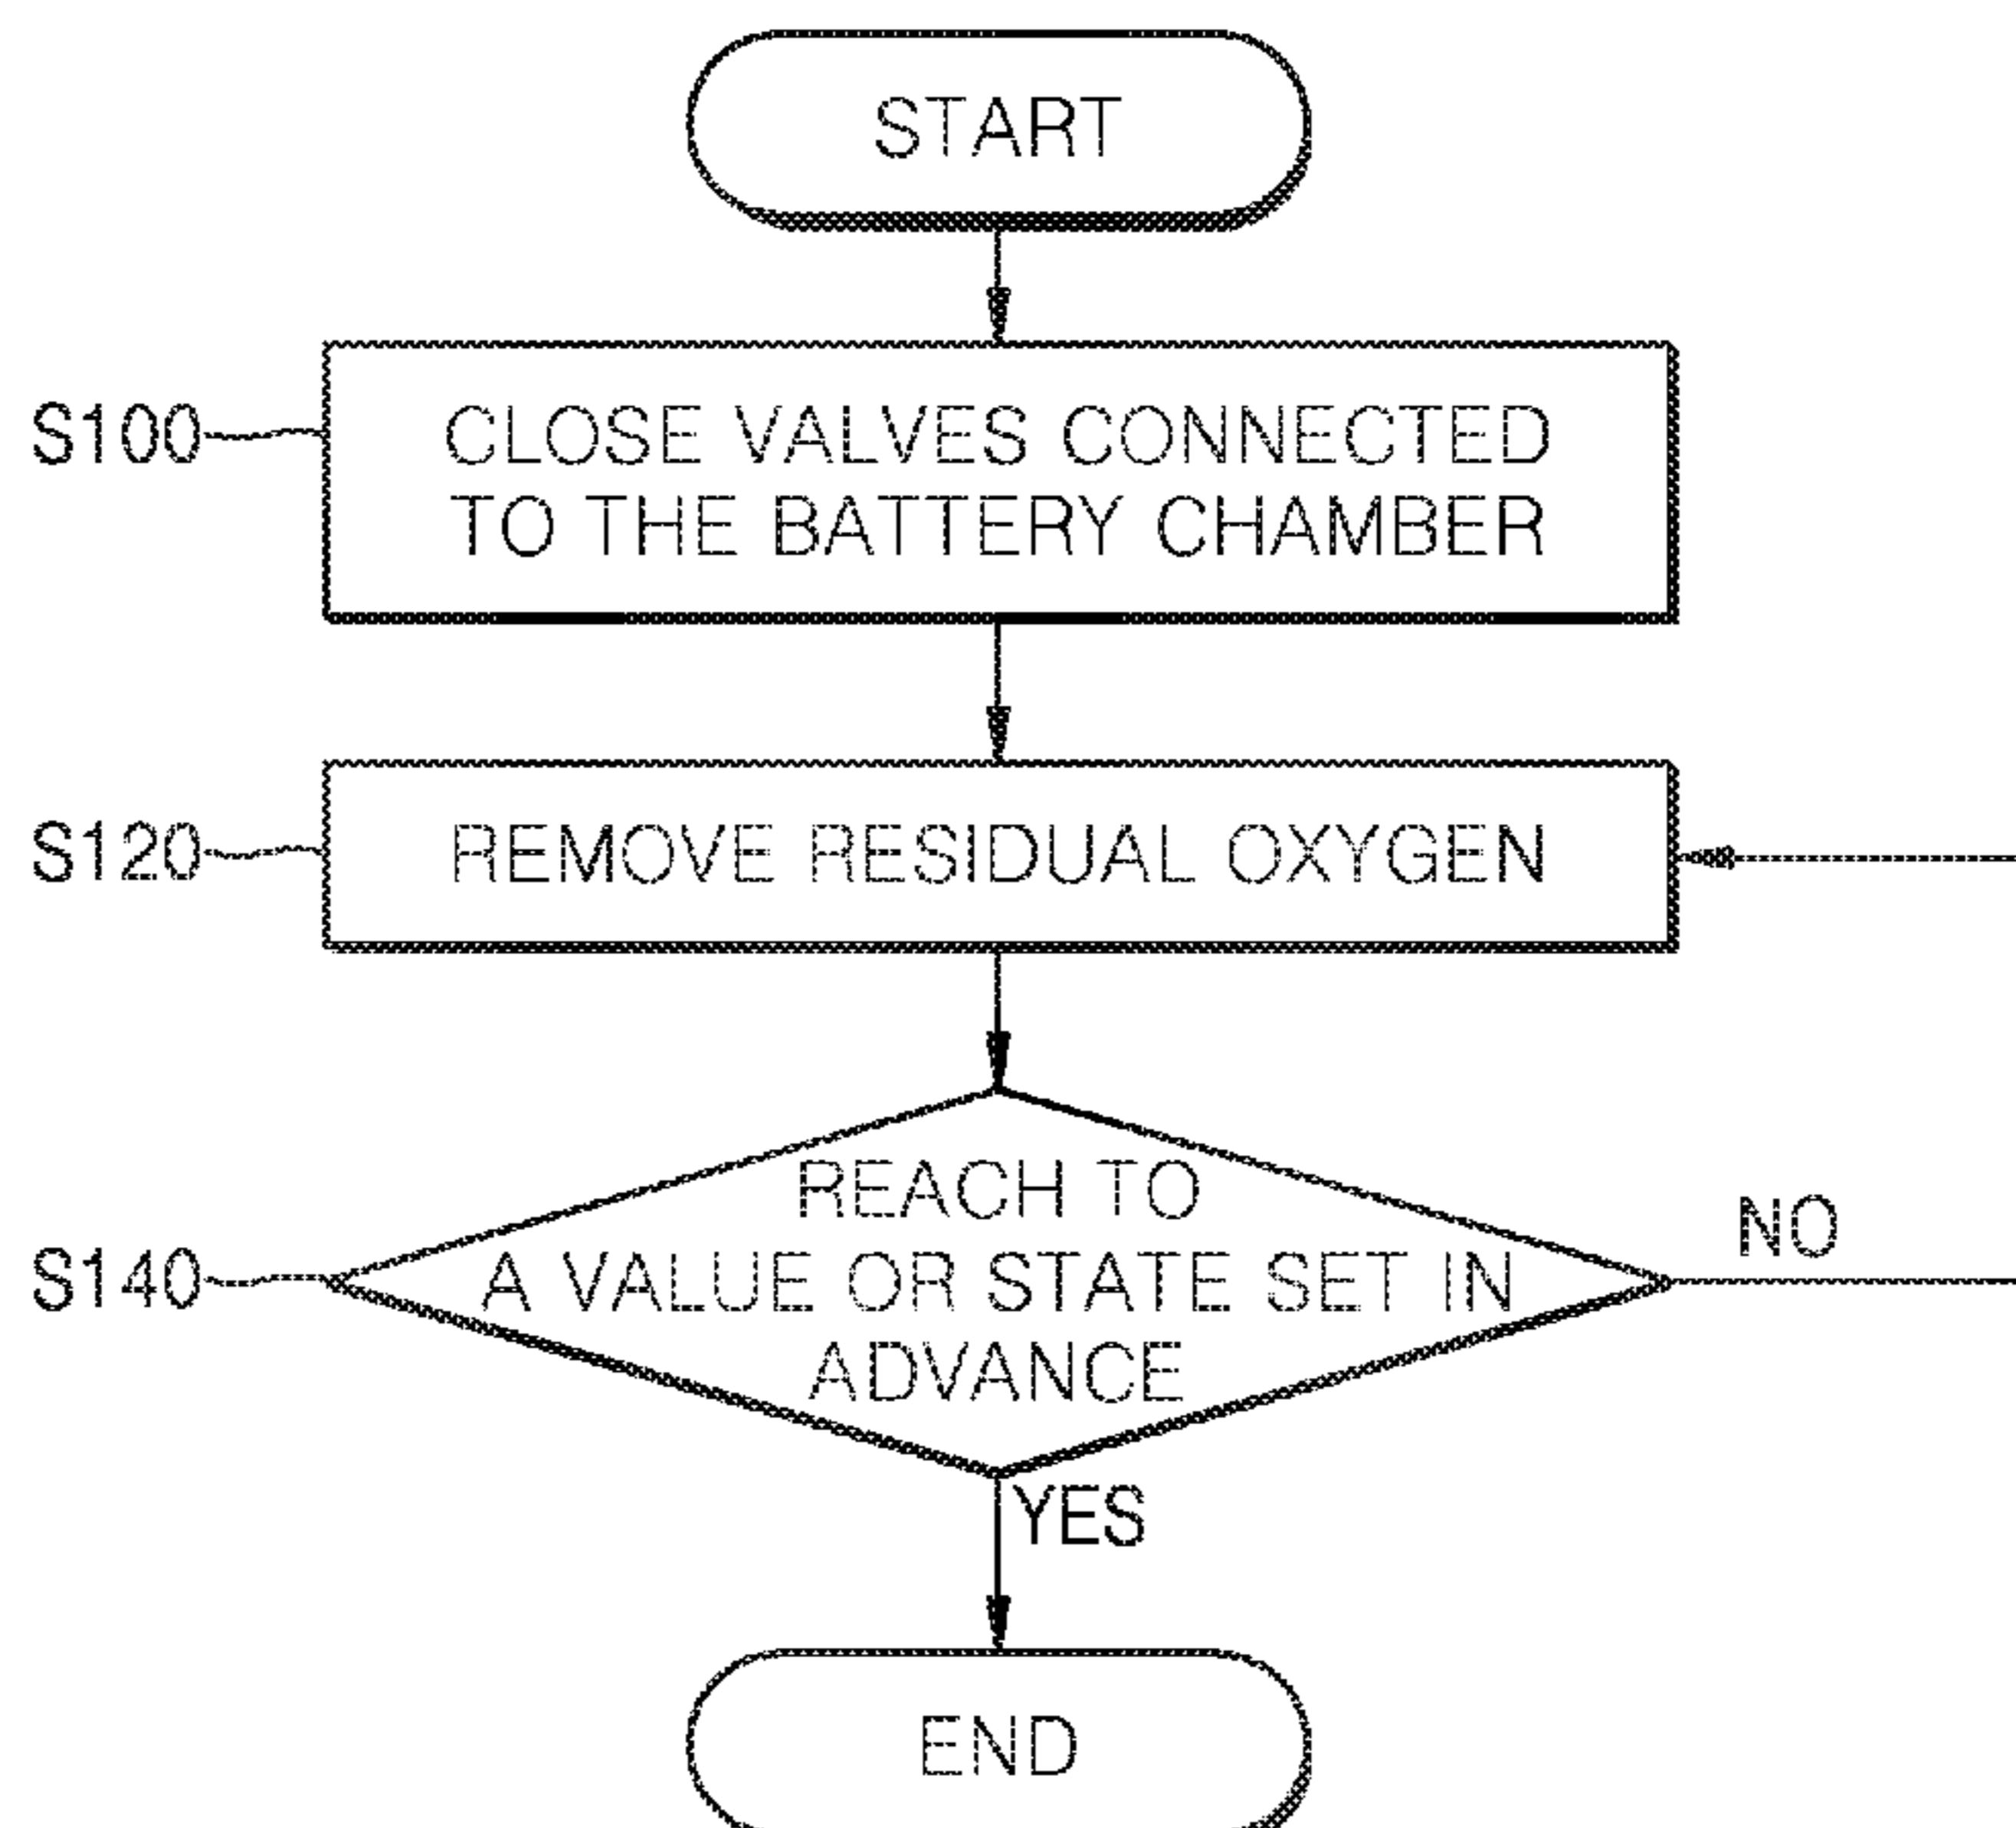 START
S100
CLOSE VALVES CONNECTED
TO THE BATTERY CHAMBER
S120
REMOVE RESIDUAL OXYGEN
S140
REACH TO
A VALUE OR STATE SET IN
ADVANCE
NO
YES
END